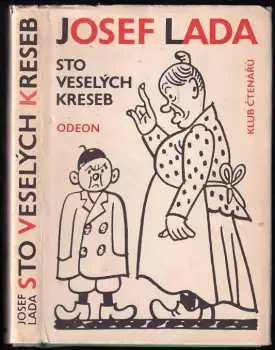 JOSEF LADA
STO
VESELÝCH
KRESEB
ODEON
KLUB ČTENÁŘŮ
JOSEF
LADA
STO VESELÝCH KRESEB